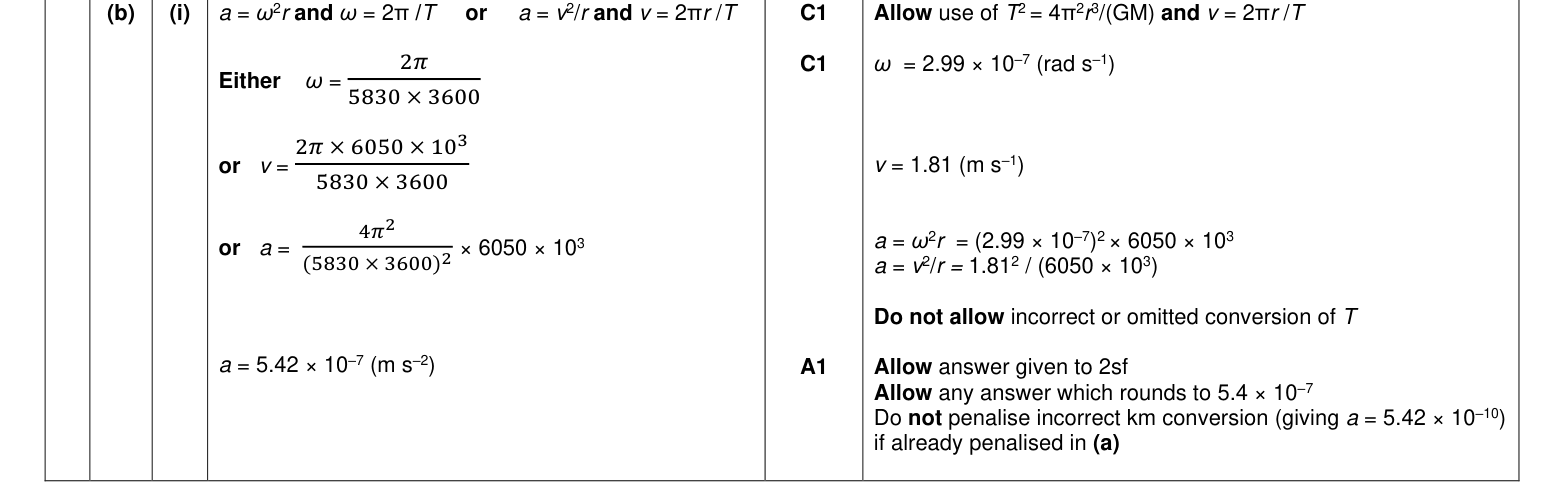 (b) (i) a = ω²r and ω = 2π /T or a = v²/r and v = 2πr /T C1 Allow use of T² = 4π²r³/(GM) and v = 2πr /T
Either ω = 2π / (5830 × 3600) C1 ω = 2.99 × 10⁻⁷ (rad s⁻¹)
or v = (2π × 6050 × 10³) / (5830 × 3600) v = 1.81 (m s⁻¹)
or a = 4π² / (5830 × 3600)² × 6050 × 10³ a = ω²r = (2.99 × 10⁻⁷)² × 6050 × 10³
a = v²/r = 1.81² / (6050 × 10³)
Do not allow incorrect or omitted conversion of T
a = 5.42 × 10⁻⁷ (m s⁻²) A1 Allow answer given to 2sf
Allow any answer which rounds to 5.4 × 10⁻⁷
Do not penalise incorrect km conversion (giving a = 5.42 × 10⁻¹⁰)
if already penalised in (a)